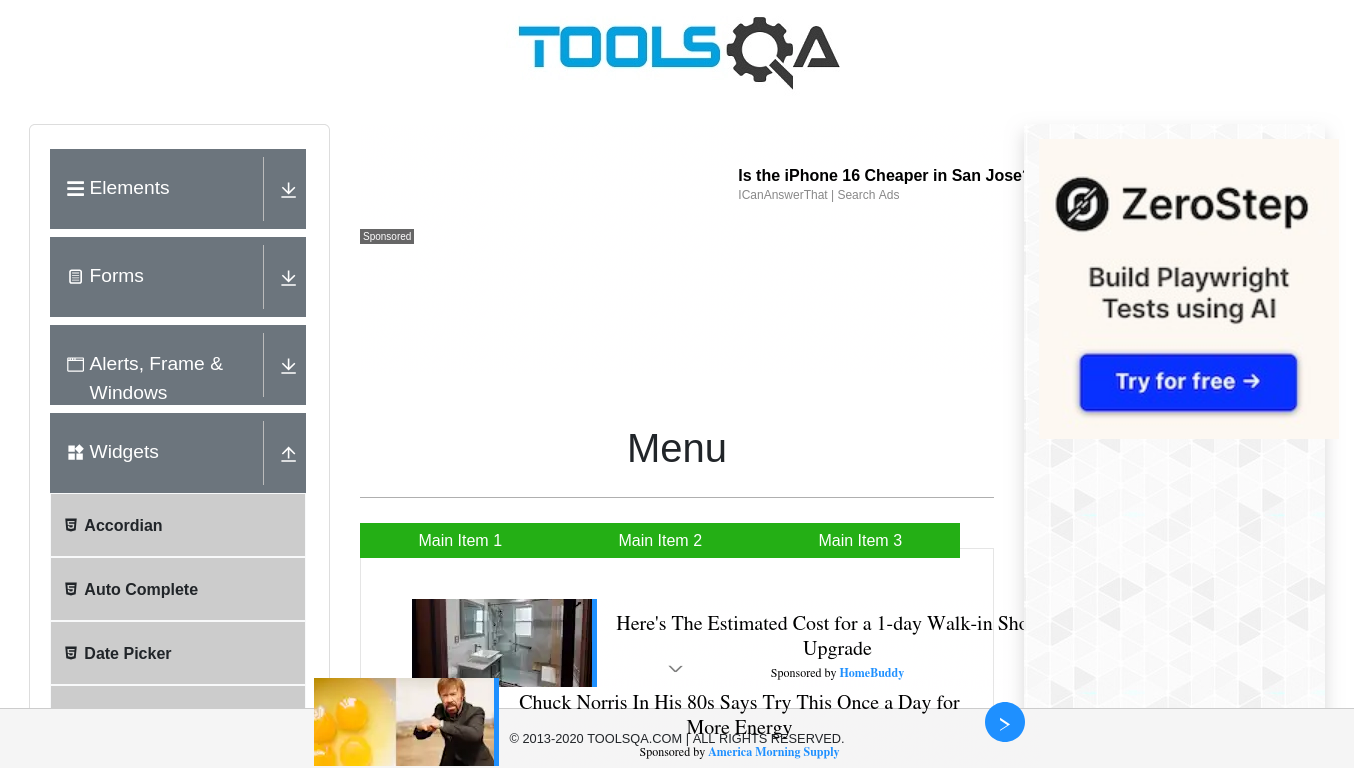 TOOLSQA
Elements
Forms
Alerts, Frame &
Windows
Widgets
Accordian
Auto Complete
Date Picker
Is the iPhone 16 Cheaper in San Jose?
ICanAnswerThat | Search Ads
Sponsored
Menu
Main Item 1
Main Item 2
Main Item 3
Here's The Estimated Cost for a 1-day Walk-in Sho
Upgrade
Sponsored by HomeBuddy
Chuck Norris In His 80s Says Try This Once a Day for
More Energy
Sponsored by America Morning Supply
© 2013-2020 TOOLSQA.COM | ALL RIGHTS RESERVED.
ZeroStep
Build Playwright
Tests using AI
Try for free →